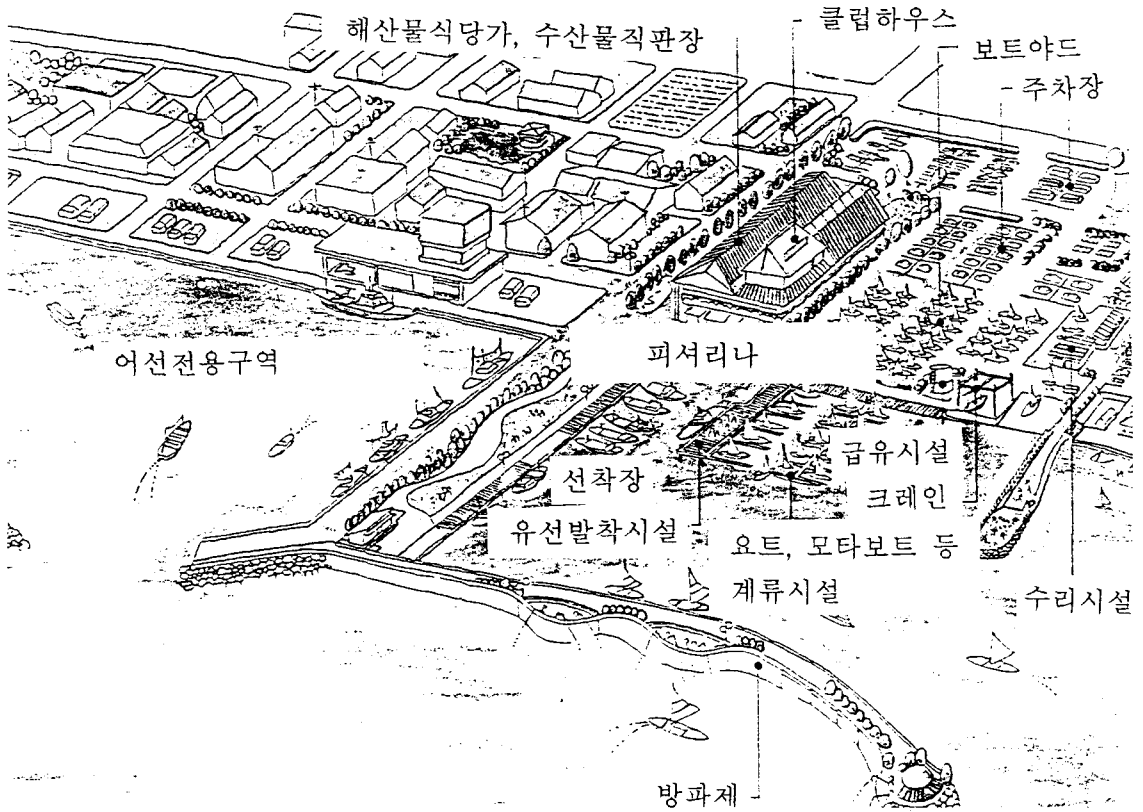 클럽하우스
해산물식당가, 수산물직판장
보트야드
주차장
어선전용구역
피셔리나
급유시설
선착장
크레인
유선발착시설
요트, 모타보트 등
계류시설
수리시설
방파제